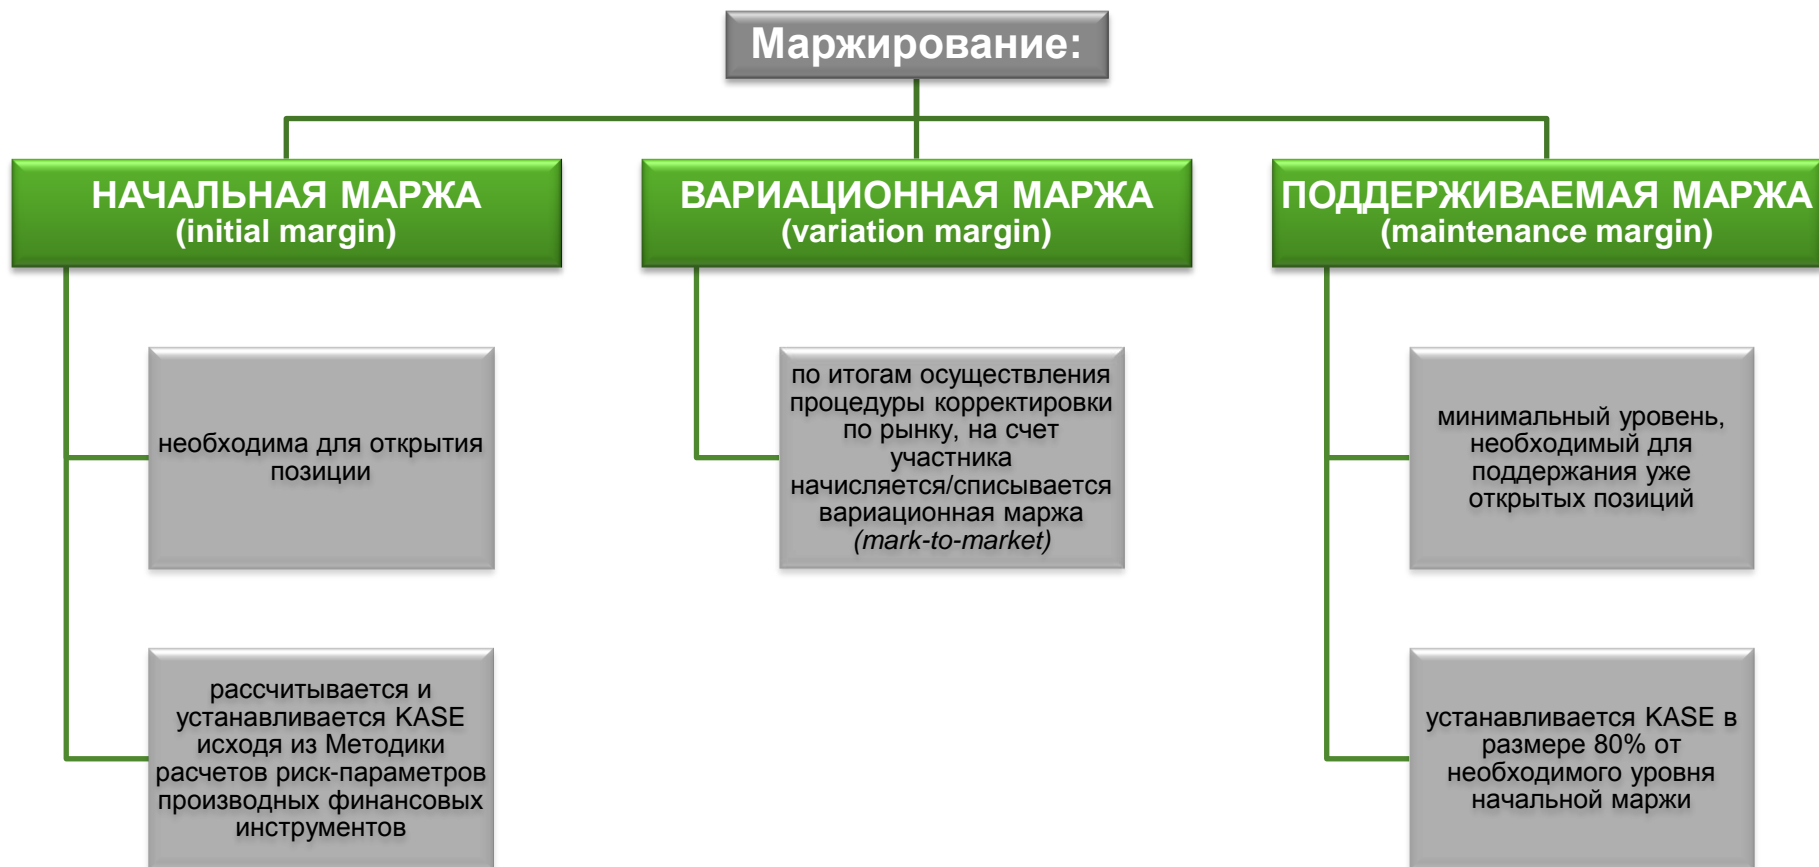 Маржирование:
НАЧАЛЬНАЯ МАРЖА
(initial margin)
необходима для открытия
позиции
рассчитывается и
устанавливается KASE
исходя из Методики
расчетов риск-параметров
производных финансовых
инструментов
ВАРИАЦИОННАЯ МАРЖА
(variation margin)
по итогам осуществления
процедуры корректировки
по рынку, на счет
участника
начисляется/списывается
вариационная маржа
(mark-to-market)
ПОДДЕРЖИВАЕМАЯ МАРЖА
(maintenance margin)
минимальный уровень,
необходимый для
поддержания уже
открытых позиций
устанавливается KASE в
размере 80% от
необходимого уровня
начальной маржи